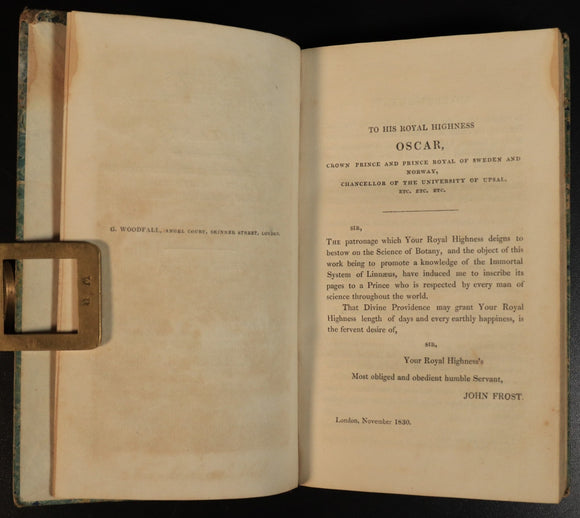 G. WOODFALL, ANGEL COURT, SKINNER STREET, LONDON.
TO HIS ROYAL HIGHNESS
OSCAR,
CROWN PRINCE AND PRINCE ROYAL OF SWEDEN AND
NORWAY,
CHANCELLOR OF THE UNIVERSITY OF UPSAL,
ETC. ETC. ETC.
SIR,
THE patronage which Your Royal Highness deigns to
bestow on the Science of Botany, and the object of this
work being to promote a knowledge of the Immortal
System of Linnæus, have induced me to inscribe its
pages to a Prince who is respected by every man of
science throughout the world.
That Divine Providence may grant Your Royal
Highness length of days and every earthly happiness, is
the fervent desire of,
SIR,
Your Royal Highness's
Most obliged and obedient humble Servant,
JOHN FROST.
London, November 1830.